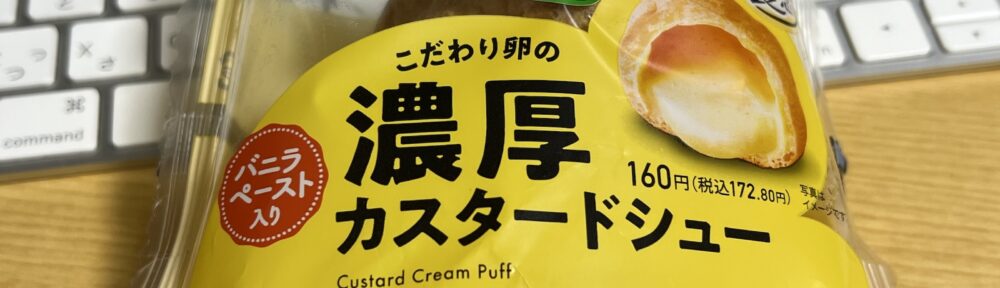 command
⌘
こだわり卵の
濃厚
カスタードシュー
Custard Cream Puff
バニラ
ペースト
入り
160円(税込172.80円)
写真は
イメージです